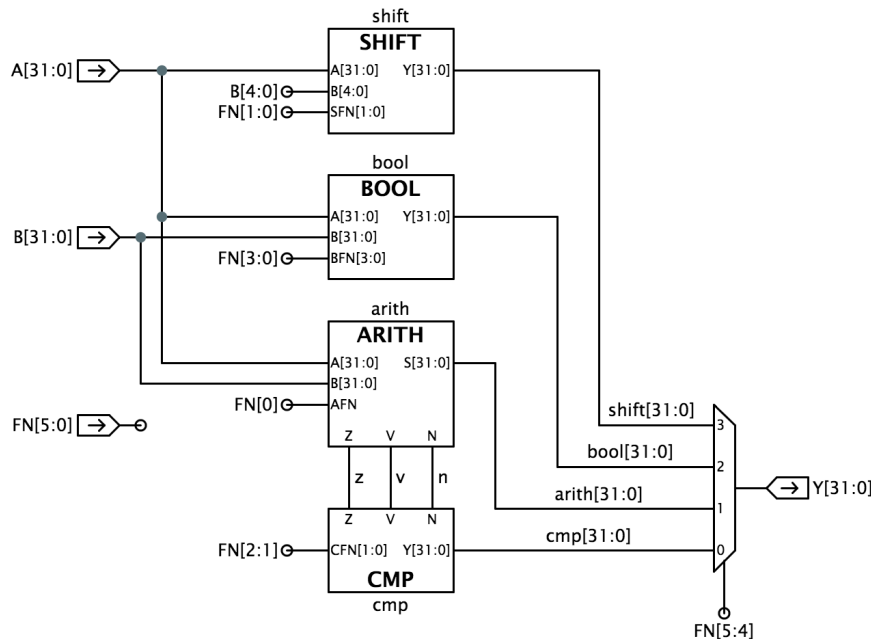 shift
SHIFT
A[31:0]
A[31:0] Y[31:0]
B[4:0]
B[4:0]
FN[1:0]
SFN[1:0]
bool
BOOL
A[31:0] Y[31:0]
B[31:0]
B[31:0]
FN[3:0]
BFN[3:0]
arith
ARITH
A[31:0] S[31:0]
B[31:0]
FN[0]
AFN
FN[5:0]
Z V N
z v n
Z V N
FN[2:1]
CFN[1:0] Y[31:0]
CMP
cmp
shift[31:0]
3
bool[31:0]
2
arith[31:0]
1
cmp[31:0]
0
Y[31:0]
FN[5:4]